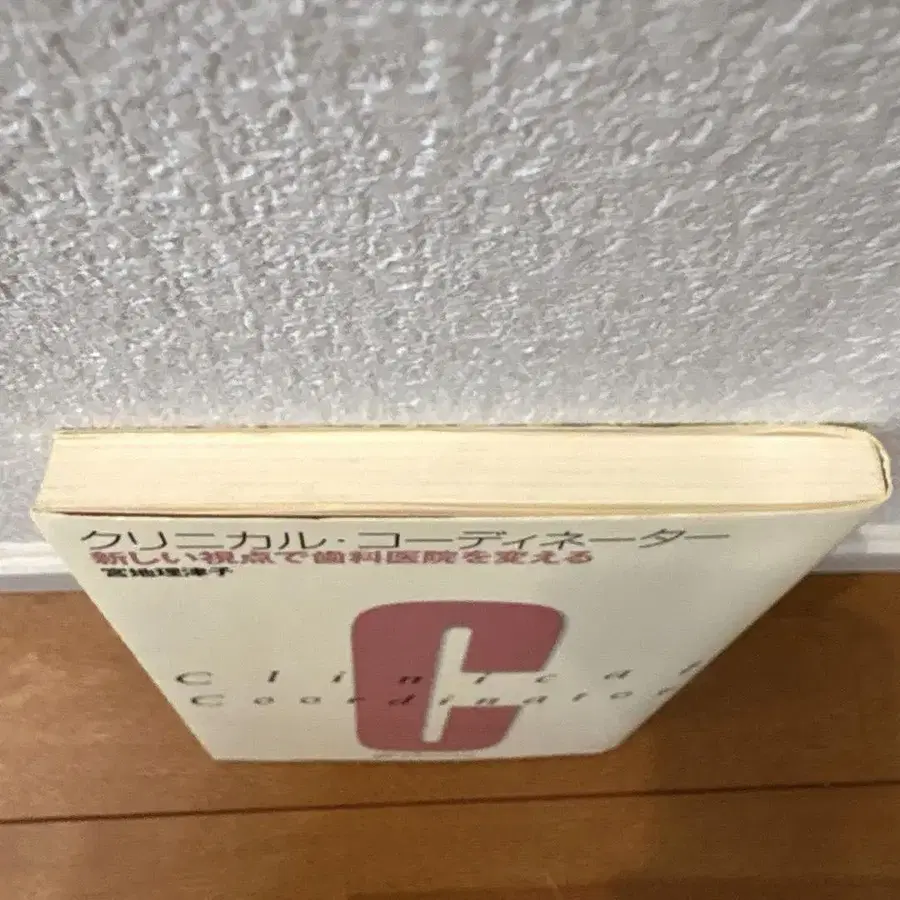 クリニカル・コーディネーター
新しい視点で歯科医院を変える
宮地理津子
C
Clinical
Coordinator